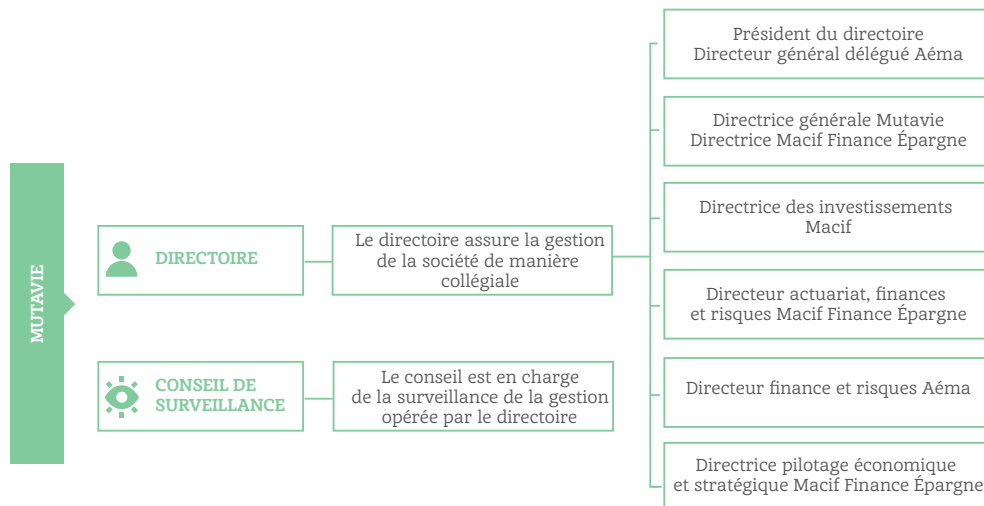 MUTAVIE
DIRECTOIRE
Le directoire assure la gestion
de la société de manière
collégiale
Président du directoire
Directeur général délégué Aéma
Directrice générale Mutavie
Directrice Macif Finance Épargne
Directrice des investissements
Macif
Directeur actuariat, finances
et risques Macif Finance Épargne
Directeur finance et risques Aéma
Directrice pilotage économique
et stratégique Macif Finance Épargne
CONSEIL DE
SURVEILLANCE
Le conseil est en charge
de la surveillance de la gestion
opérée par le directoire